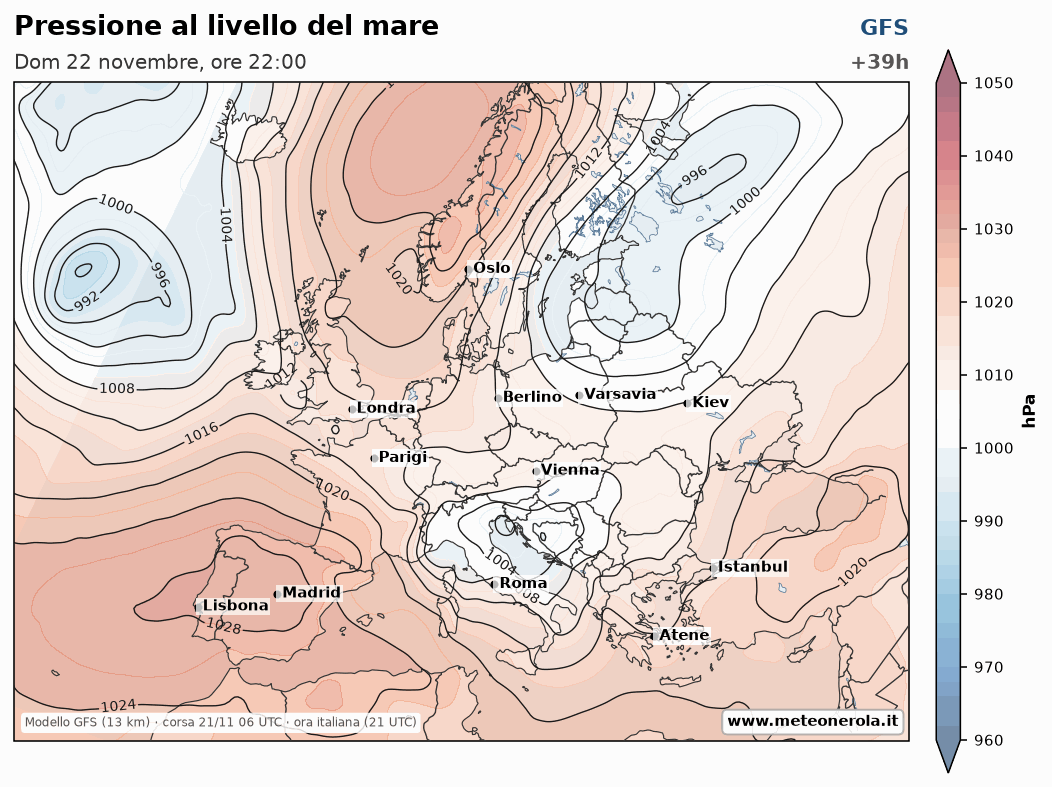 Pressione al livello del mare
GFS
Dom 22 novembre, ore 22:00
+39h
1050
1040
1030
1020
1010
1000
990
980
970
960
hPa
1012
1004
996
1000
1000
1004
996
992
1020
Oslo
1012
1008
Londra
Berlino
Varsavia
Kiev
1016
Parigi
Vienna
1020
1004
Roma
1008
Istanbul
1020
Madrid
Lisbona
1028
Atene
1024
Modello GFS (13 km) · corsa 21/11 06 UTC · ora italiana (21 UTC)
www.meteonerola.it